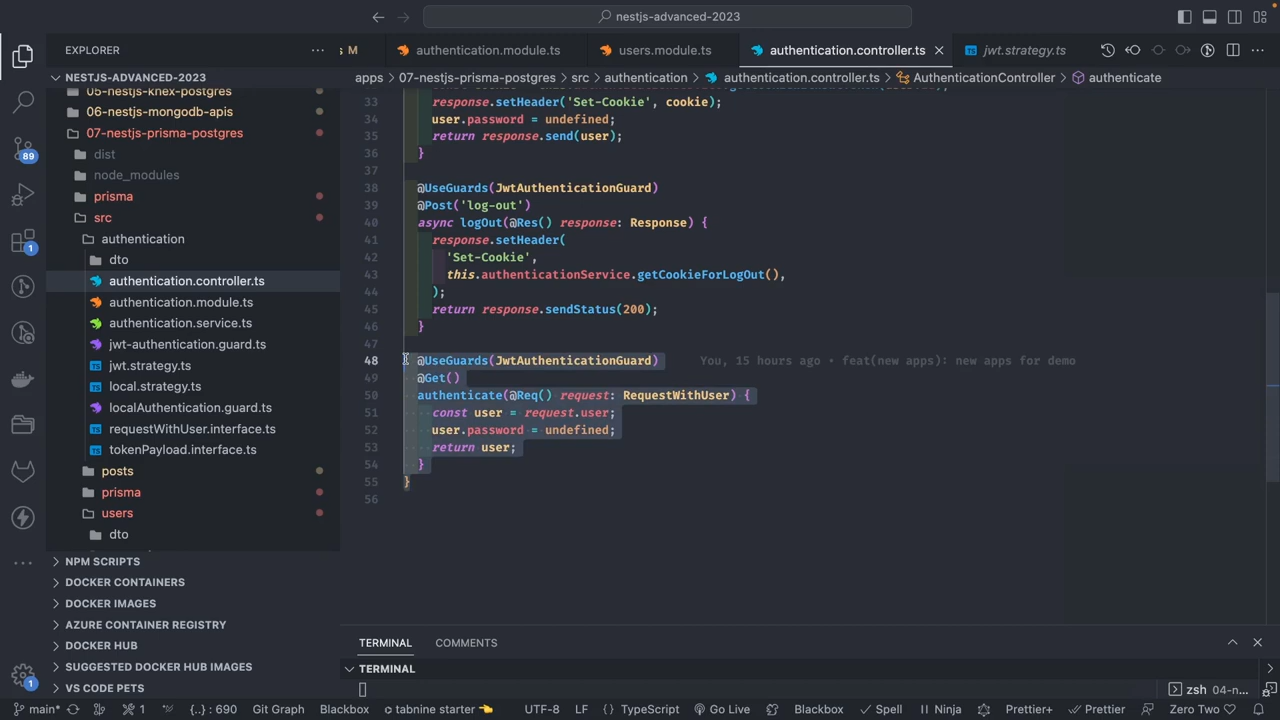 nestjs-advanced-2023
EXPLORER
s M
authentication.module.ts
users.module.ts
authentication.controller.ts
jwt.strategy.ts
NESTJS-ADVANCED-2023
apps
07-nestjs-prisma-postgres
src
authentication
authentication.controller.ts
AuthenticationController
authenticate
05-nestjs-knex-postgres
06-nestjs-mongodb-apis
07-nestjs-prisma-postgres
dist
node_modules
prisma
src
authentication
dto
authentication.controller.ts
authentication.module.ts
authentication.service.ts
jwt-authentication.guard.ts
jwt.strategy.ts
local.strategy.ts
localAuthentication.guard.ts
requestWithUser.interface.ts
tokenPayload.interface.ts
posts
prisma
users
dto
89
1
1
NPM SCRIPTS
DOCKER CONTAINERS
DOCKER IMAGES
AZURE CONTAINER REGISTRY
DOCKER HUB
SUGGESTED DOCKER HUB IMAGES
VS CODE PETS
33 response.setHeader('Set-Cookie', cookie);
34 user.password = undefined;
35 return response.send(user);
36 }
37
38 @UseGuards(JwtAuthenticationGuard)
39 @Post('log-out')
40 async logOut(@Res() response: Response) {
41 response.setHeader(
42 'Set-Cookie',
43 this.authenticationService.getCookieForLogOut(),
44 );
45 return response.sendStatus(200);
46 }
47
48 @UseGuards(JwtAuthenticationGuard) You, 15 hours ago • feat(new apps): new apps for demo
49 @Get()
50 authenticate(@Req() request: RequestWithUser) {
51 const user = request.user;
52 user.password = undefined;
53 return user;
54 }
55 }
56
TERMINAL
COMMENTS
TERMINAL
zsh 04-n...
main*
1
{..} : 690
Git Graph
Blackbox
tabnine starter
UTF-8
LF
{} TypeScript
Go Live
Blackbox
Spell
Ninja
Prettier+
Prettier
Zero Two